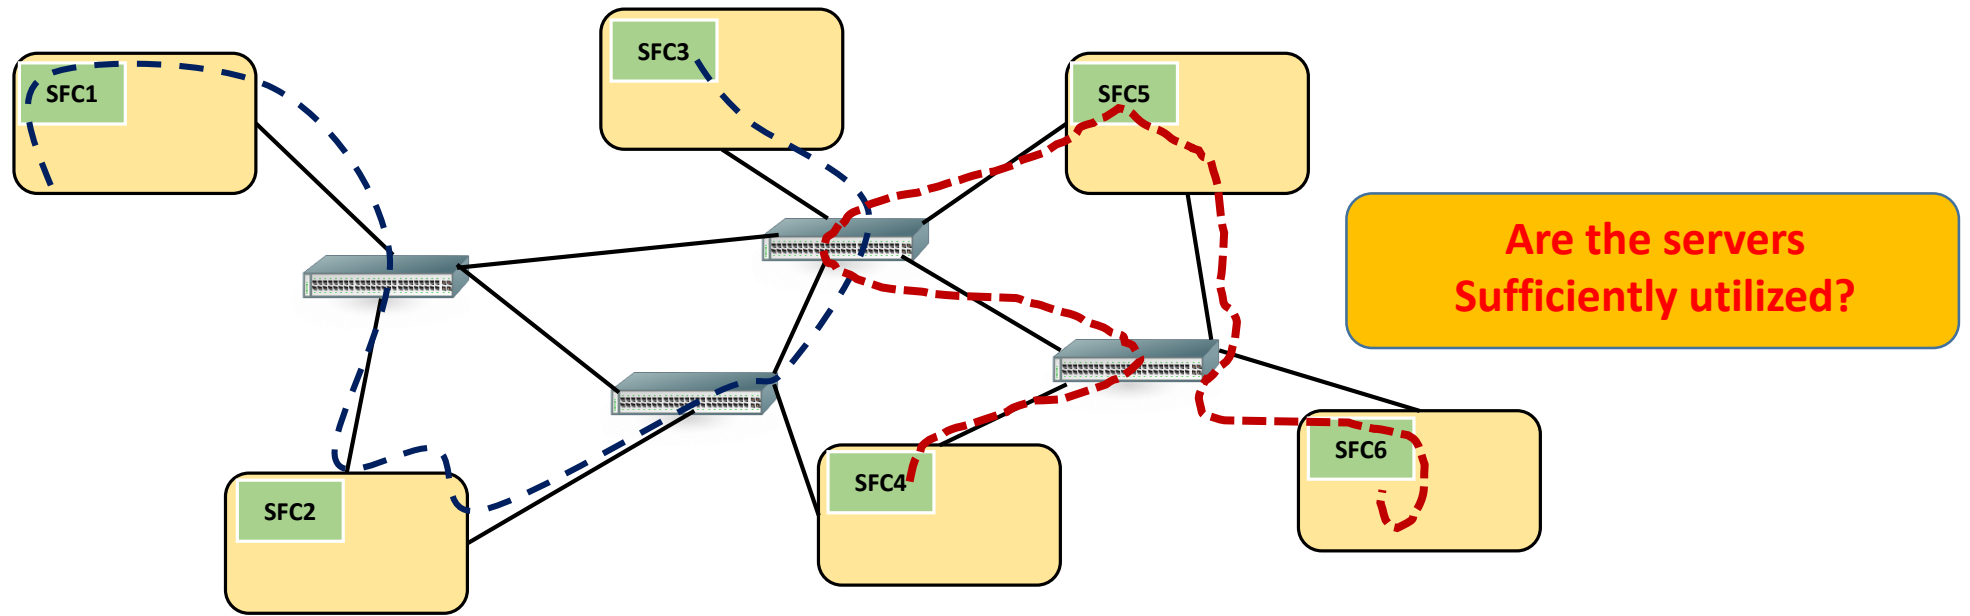 SFC1
SFC3
SFC5
Are the servers
Sufficiently utilized?
SFC2
SFC4
SFC6